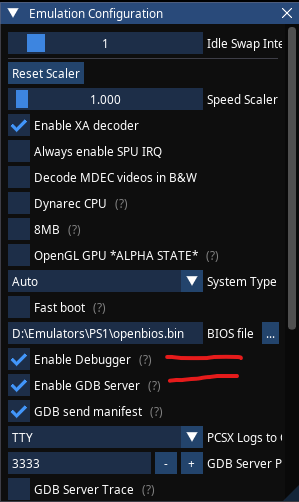 Emulation Configuration
1 Idle Swap Inte
Reset Scaler
1.000 Speed Scaler
Enable XA decoder
Always enable SPU IRQ
Decode MDEC videos in B&W
Dynarec CPU (?)
8MB (?)
OpenGL GPU *ALPHA STATE* (?)
Auto System Type
Fast boot (?)
D:\Emulators\PS1\openbios.bin BIOS file ...
Enable Debugger (?)
Enable GDB Server (?)
GDB send manifest (?)
TTY PCSX Logs to G
3333 - + GDB Server P
GDB Server Trace (?)